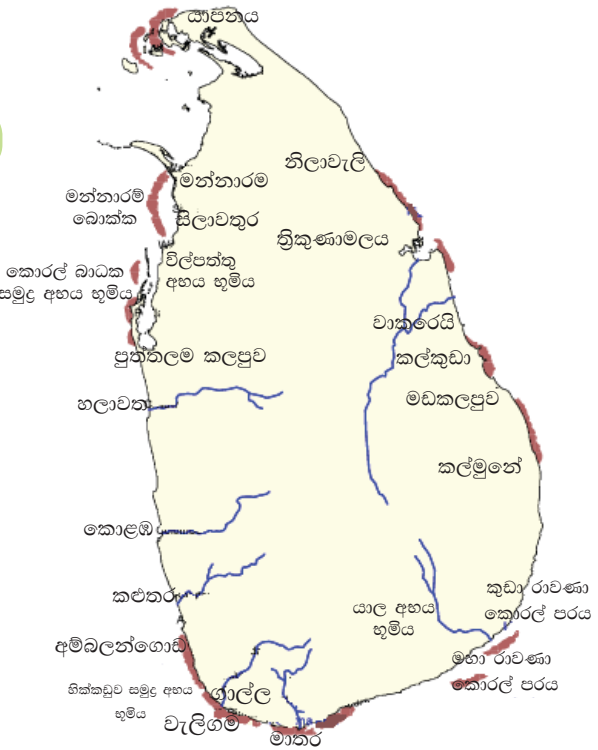 යාපනය
නිලාවැලි
මන්නාරම
මන්නාරම්
බොක්ක
සිලාවතුර
ත්‍රිකුණාමලය
විල්පත්තු
අභය භූමිය
කොරල් බාධක
සමුද්‍ර අභය භූමිය
වාකරෙයි
පුත්තලම කලපුව
කල්කුඩා
හලාවත
මඩකලපුව
කල්මුනේ
කොළඹ
කළුතර
යාල අභය
භූමිය
කුඩා රාවණා
කොරල් පරය
අම්බලන්ගොඩ
මහා රාවණා
කොරල් පරය
හික්කඩුව සමුද්‍ර අභය
භූමිය
ගාල්ල
වැලිගම
මාතර